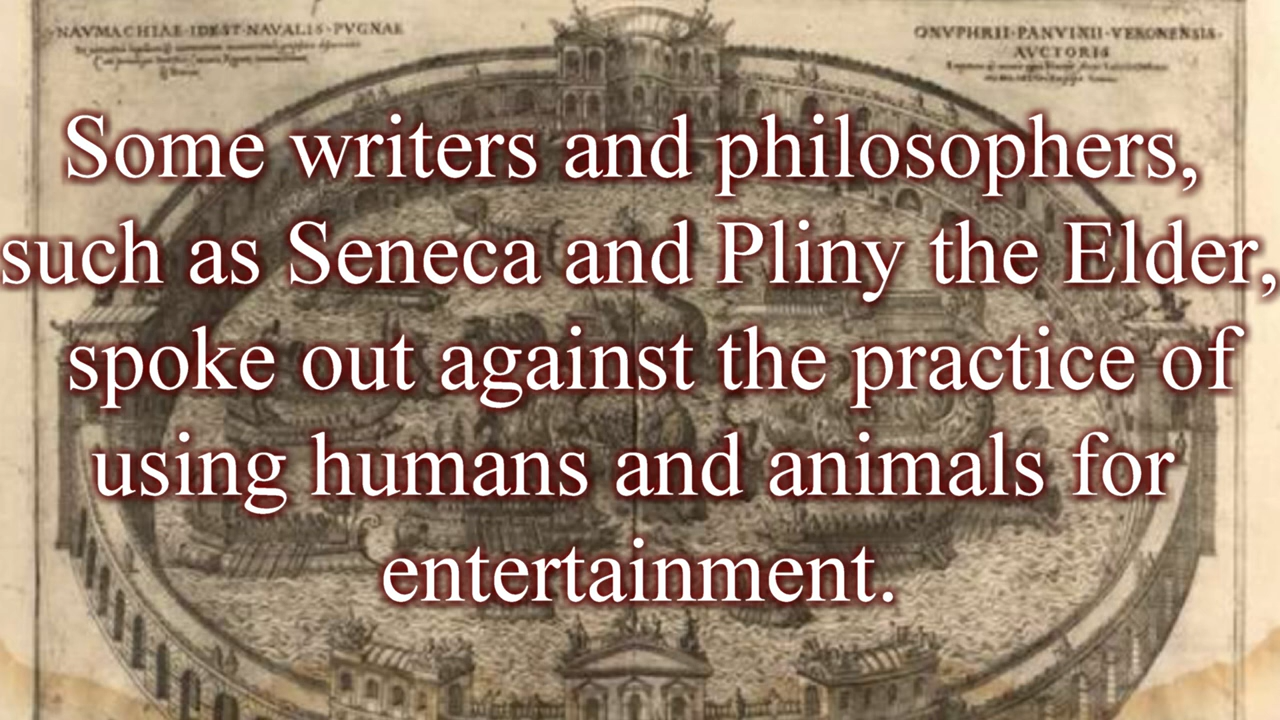 NAVMACHIAE·IDEST·NAVALIS·PVGNAE
ONVPHRII·PANVINII·VERONENSIS·
AVCTORIS
Some writers and philosophers,
such as Seneca and Pliny the Elder,
spoke out against the practice of
using humans and animals for
entertainment.